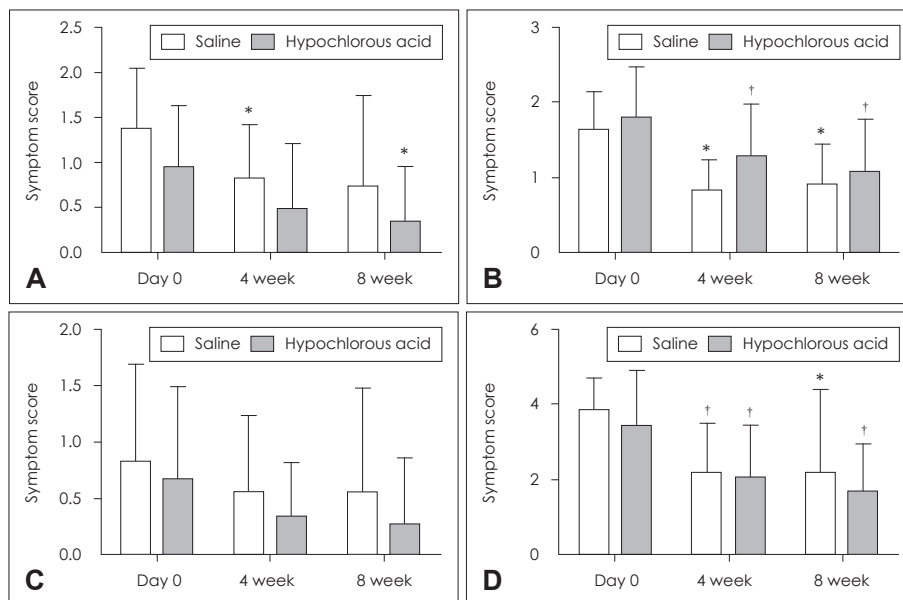 2.5
2.0
1.5
1.0
0.5
0.0
Symptom score
Saline Hypochlorous acid
*
*
Day 0 4 week 8 week
A
3
2
1
0
Symptom score
Saline Hypochlorous acid
* † * †
Day 0 4 week 8 week
B
2.0
1.5
1.0
0.5
0.0
Symptom score
Saline Hypochlorous acid
Day 0 4 week 8 week
C
6
4
2
0
Symptom score
Saline Hypochlorous acid
† † * †
Day 0 4 week 8 week
D